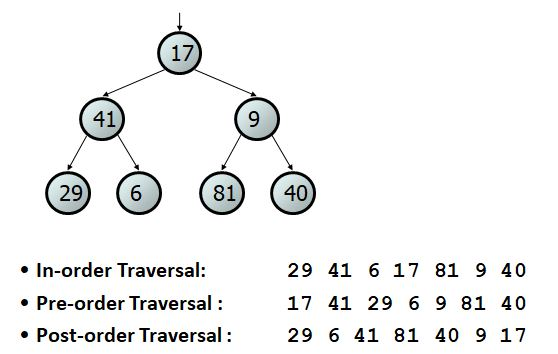 17
41 9
29 6 81 40
• In-order Traversal: 29 41 6 17 81 9 40
• Pre-order Traversal : 17 41 29 6 9 81 40
• Post-order Traversal : 29 6 41 81 40 9 17